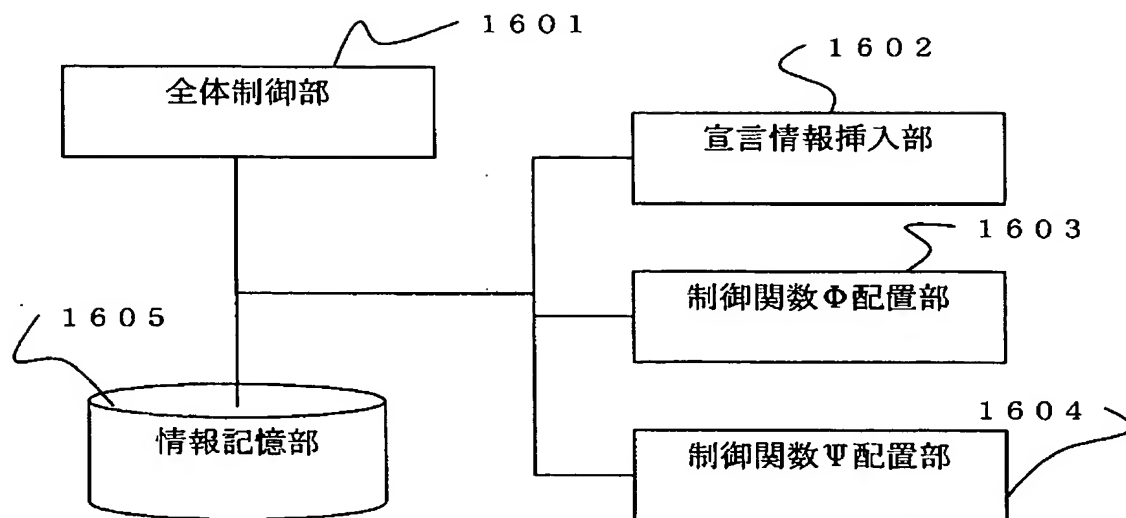 １６０１
全体制御部
１６０２
宣言情報挿入部
１６０３
制御関数Φ配置部
１６０５
情報記憶部
１６０４
制御関数Ψ配置部